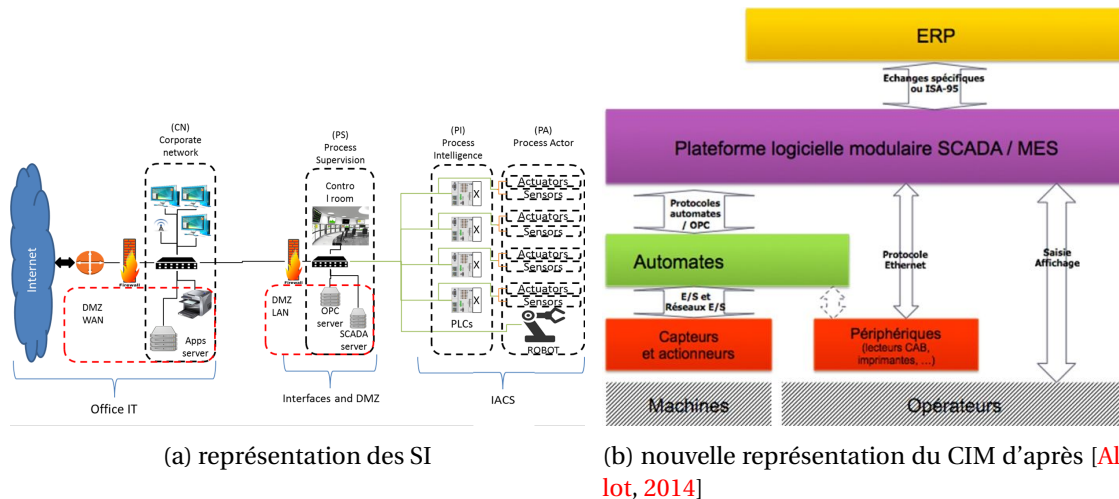 (CN)
Corporate
network
(PS) Process
Supervision
(PI) Process
Intelligence
(PA)
Process Actor
Internet
Firewall
DMZ
WAN
Apps
server
Office IT
Contro
l room
Firewall
DMZ
LAN
OPC
server
SCADA
server
Interfaces and DMZ
X
X
X
X
PLCs
Actuators
Sensors
Actuators
Sensors
Actuators
Sensors
Actuators
Sensors
ROBOT
IACS
(a) représentation des SI
ERP
Echanges spécifiques
ou ISA-95
Plateforme logicielle modulaire SCADA / MES
Protocoles
automates
/ OPC
Automates
Protocole
Ethernet
Saisie
Affichage
E/S et
Réseaux E/S
Capteurs
et actionneurs
Périphériques
(lecteurs CAB,
imprimantes, ...)
Machines
Opérateurs
(b) nouvelle représentation du CIM d'après [Al
lot, 2014]